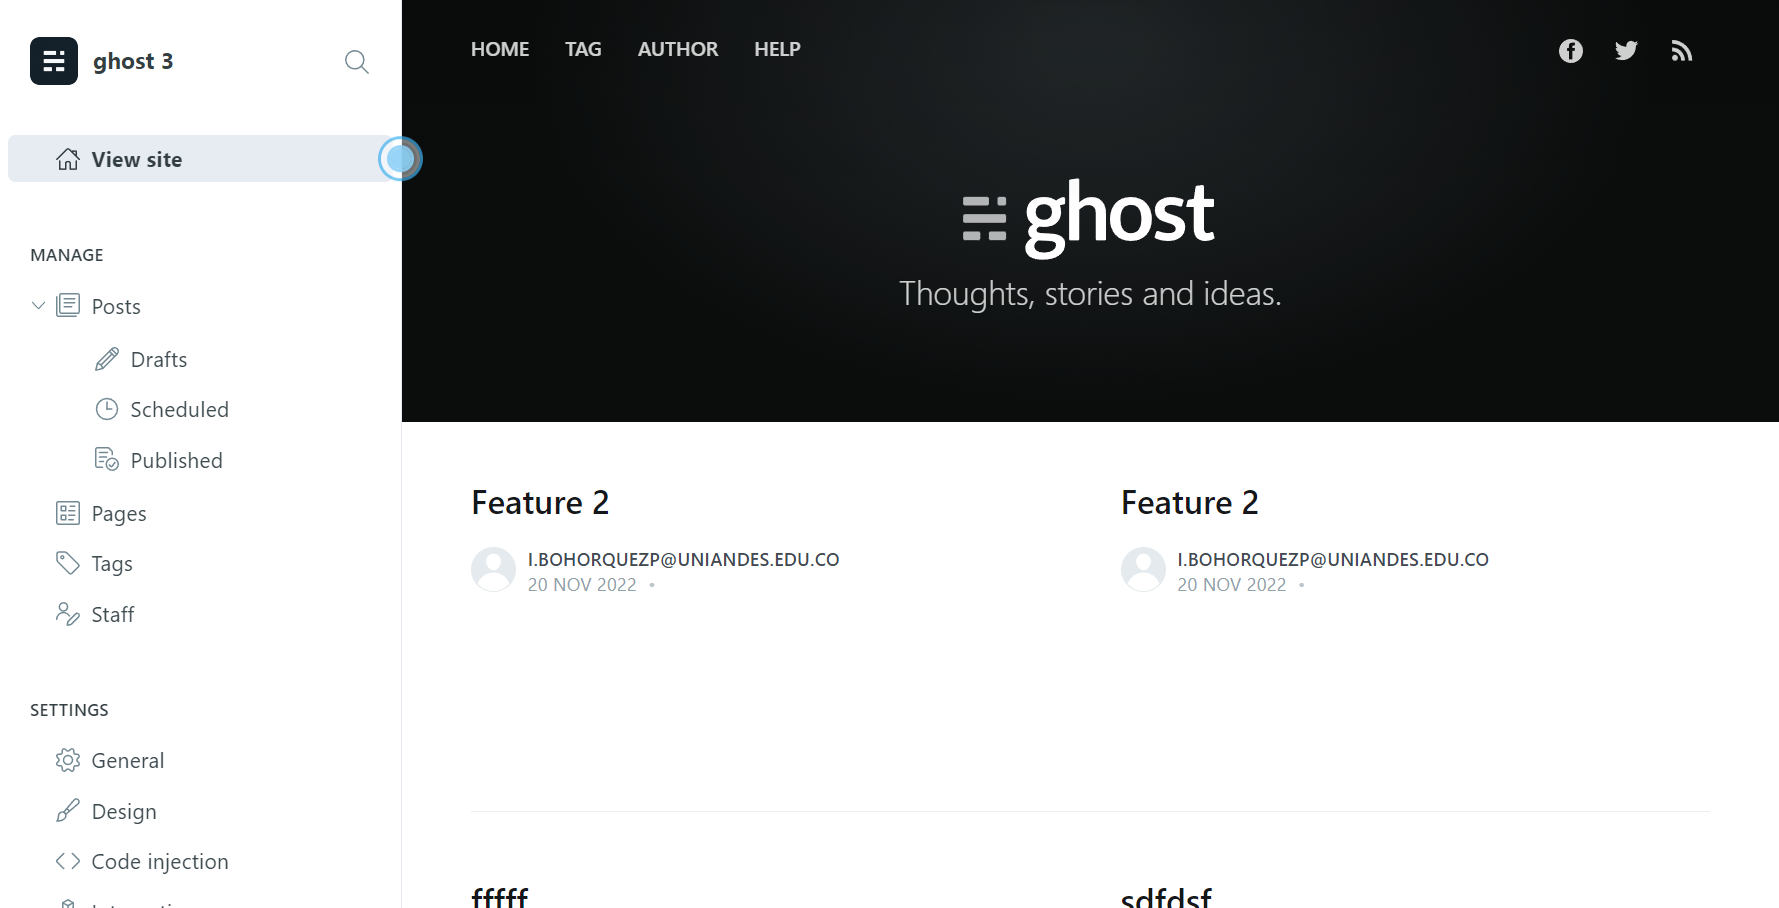 ghost 3
View site
MANAGE
Posts
Drafts
Scheduled
Published
Pages
Tags
Staff
SETTINGS
General
Design
Code injection
HOME TAG AUTHOR HELP
ghost
Thoughts, stories and ideas.
Feature 2
I.BOHORQUEZP@UNIANDES.EDU.CO
20 NOV 2022 •
Feature 2
I.BOHORQUEZP@UNIANDES.EDU.CO
20 NOV 2022 •
fffff
sdfdsf